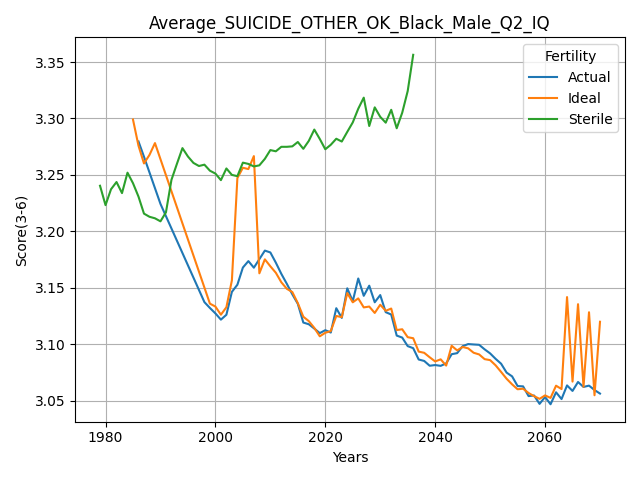 Average_SUICIDE_OTHER_OK_Black_Male_Q2_IQ
Fertility
Actual
Ideal
Sterile
Score(3-6)
3.35
3.30
3.25
3.20
3.15
3.10
3.05
1980
2000
2020
2040
2060
Years